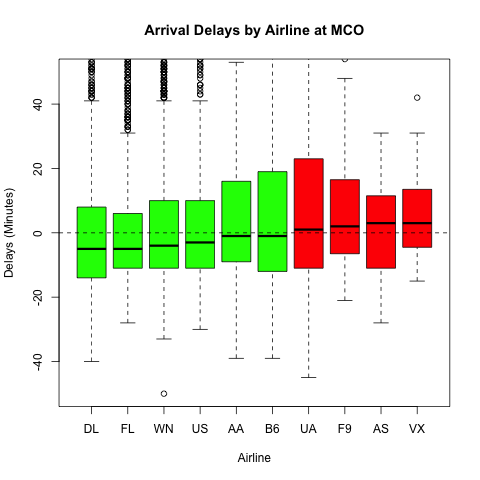 Arrival Delays by Airline at MCO
Delays (Minutes)
40
20
0
-20
-40
DL FL WN US AA B6 UA F9 AS VX
Airline